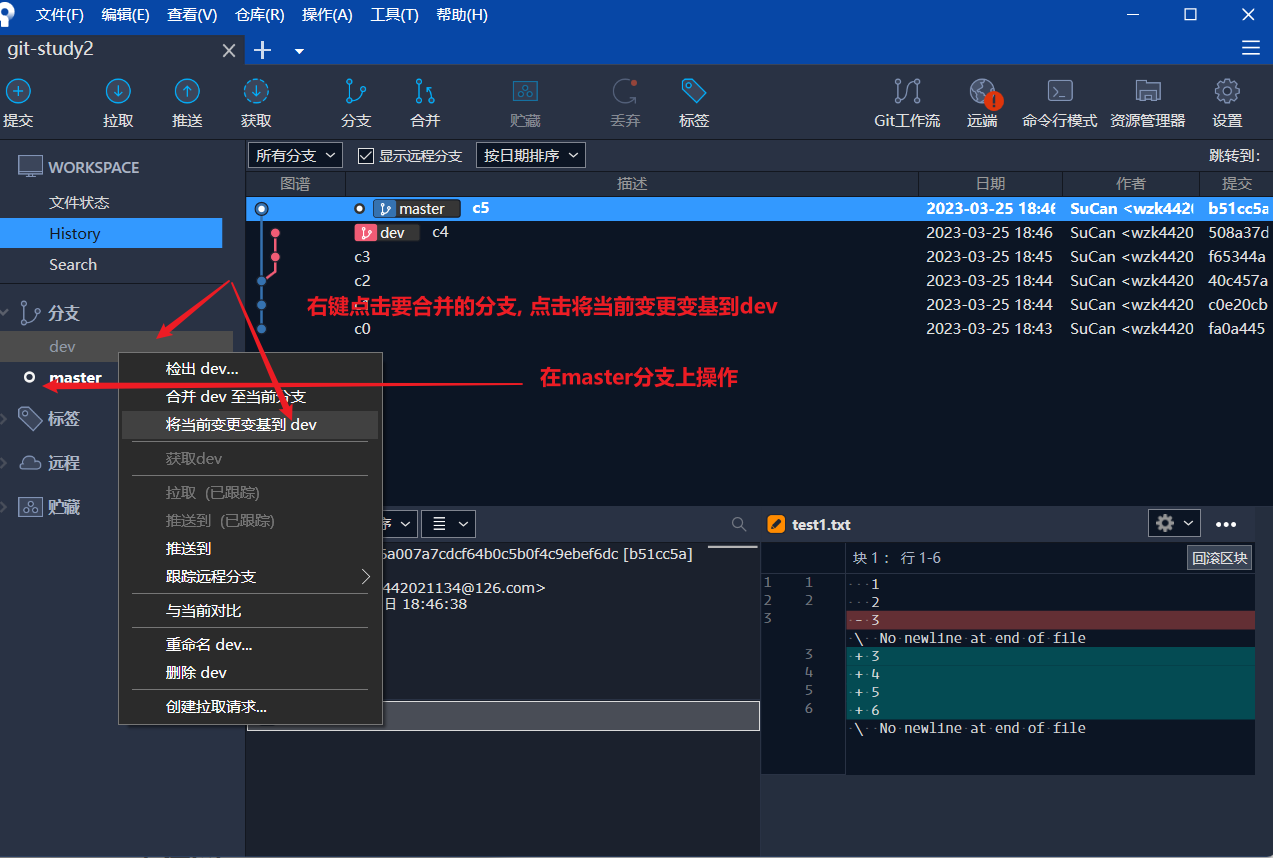 文件(F) 编辑(E) 查看(V) 仓库(R) 操作(A) 工具(T) 帮助(H)
git-study2
提交 拉取 推送 获取 分支 合并 贮藏 丢弃 标签 Git工作流 远端 命令行模式 资源管理器 设置
WORKSPACE
文件状态
History
Search
分支
dev
master
标签
远程
贮藏
所有分支 显示远程分支 按日期排序 跳转到:
图谱 描述 日期 作者 提交
master c5 2023-03-25 18:46 SuCan <wzk4420 b51cc5a
dev c4 2023-03-25 18:46 SuCan <wzk4420 508a37d
c3 2023-03-25 18:45 SuCan <wzk4420 f65344a
c2 2023-03-25 18:44 SuCan <wzk4420 40c457a
c1 2023-03-25 18:44 SuCan <wzk4420 c0e20cb
c0 2023-03-25 18:43 SuCan <wzk4420 fa0a445
右键点击要合并的分支, 点击将当前变更变基到dev
在master分支上操作
检出 dev...
合并 dev 至当前分支
将当前变更变基到 dev
获取dev
拉取（已跟踪）
推送到（已跟踪）
推送到
跟踪远程分支
与当前对比
重命名 dev...
删除 dev
创建拉取请求...
序
6a007a7cdcf64b0c5b0f4c9ebef6dc [b51cc5a]
442021134@126.com>
日 18:46:38
test1.txt
块 1： 行 1-6 回滚区块
1 1 1
2 2 2
3 - 3
\ No newline at end of file
3 + 3
4 + 4
5 + 5
6 + 6
\ No newline at end of file